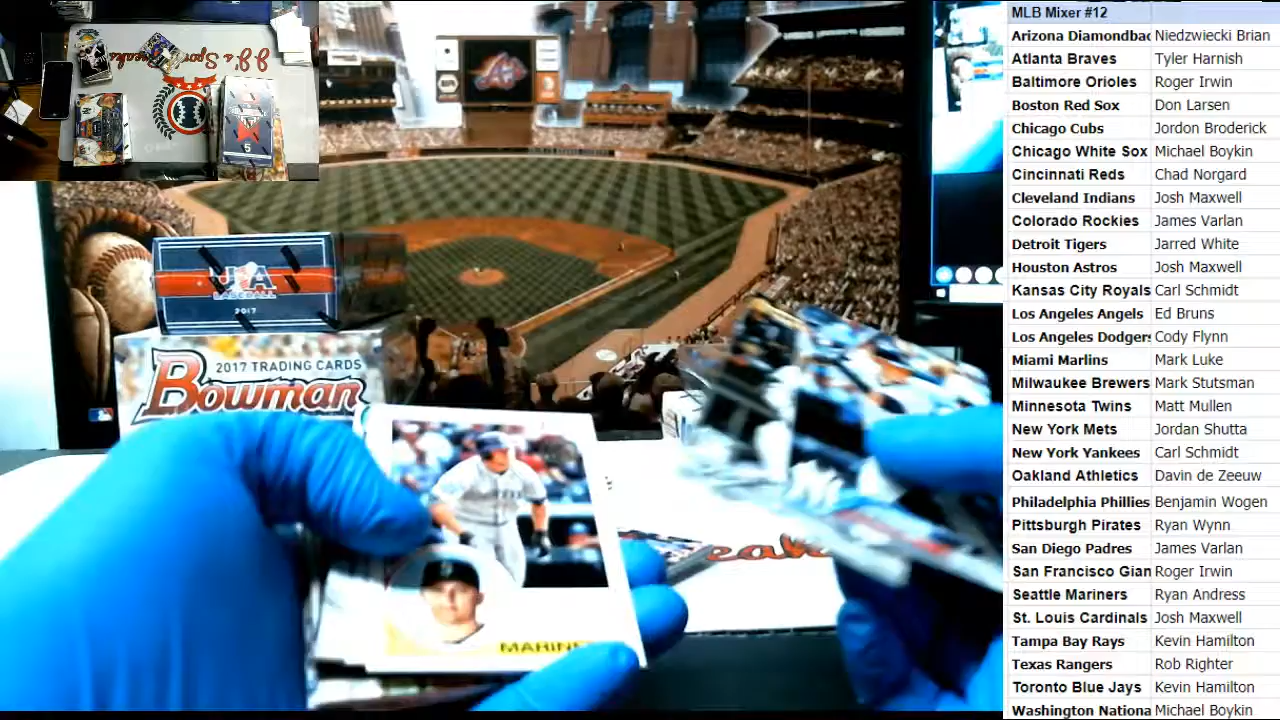 MLB Mixer #12
Arizona Diamondbac Niedzwiecki Brian
Atlanta Braves Tyler Harnish
Baltimore Orioles Roger Irwin
Boston Red Sox Don Larsen
Chicago Cubs Jordon Broderick
Chicago White Sox Michael Boykin
Cincinnati Reds Chad Norgard
Cleveland Indians Josh Maxwell
Colorado Rockies James Varlan
Detroit Tigers Jarred White
Houston Astros Josh Maxwell
Kansas City Royals Carl Schmidt
Los Angeles Angels Ed Bruns
Los Angeles Dodgers Cody Flynn
Miami Marlins Mark Luke
Milwaukee Brewers Mark Stutsman
Minnesota Twins Matt Mullen
New York Mets Jordan Shutta
New York Yankees Carl Schmidt
Oakland Athletics Davin de Zeeuw
Philadelphia Phillies Benjamin Wogen
Pittsburgh Pirates Ryan Wynn
San Diego Padres James Varlan
San Francisco Gian Roger Irwin
Seattle Mariners Ryan Andress
St. Louis Cardinals Josh Maxwell
Tampa Bay Rays Kevin Hamilton
Texas Rangers Rob Righter
Toronto Blue Jays Kevin Hamilton
Washington Nationa Michael Boykin
J&J's Sports Breaks
5
USA
BASEBALL
2017
2017 TRADING CARDS
Bowman
MARINE